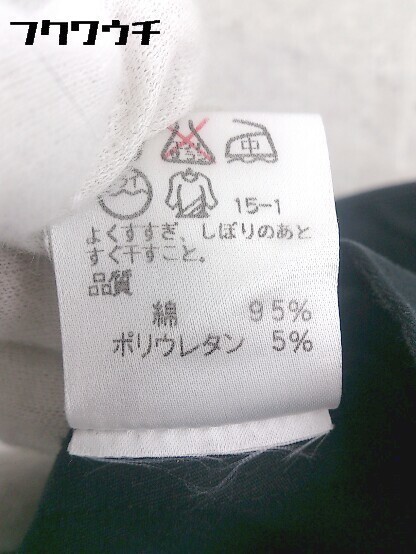 フクワウチ
中
15-1
よくすすぎ、しぼりのあと
すぐ干すこと。
品質
綿 95%
ポリウレタン 5%